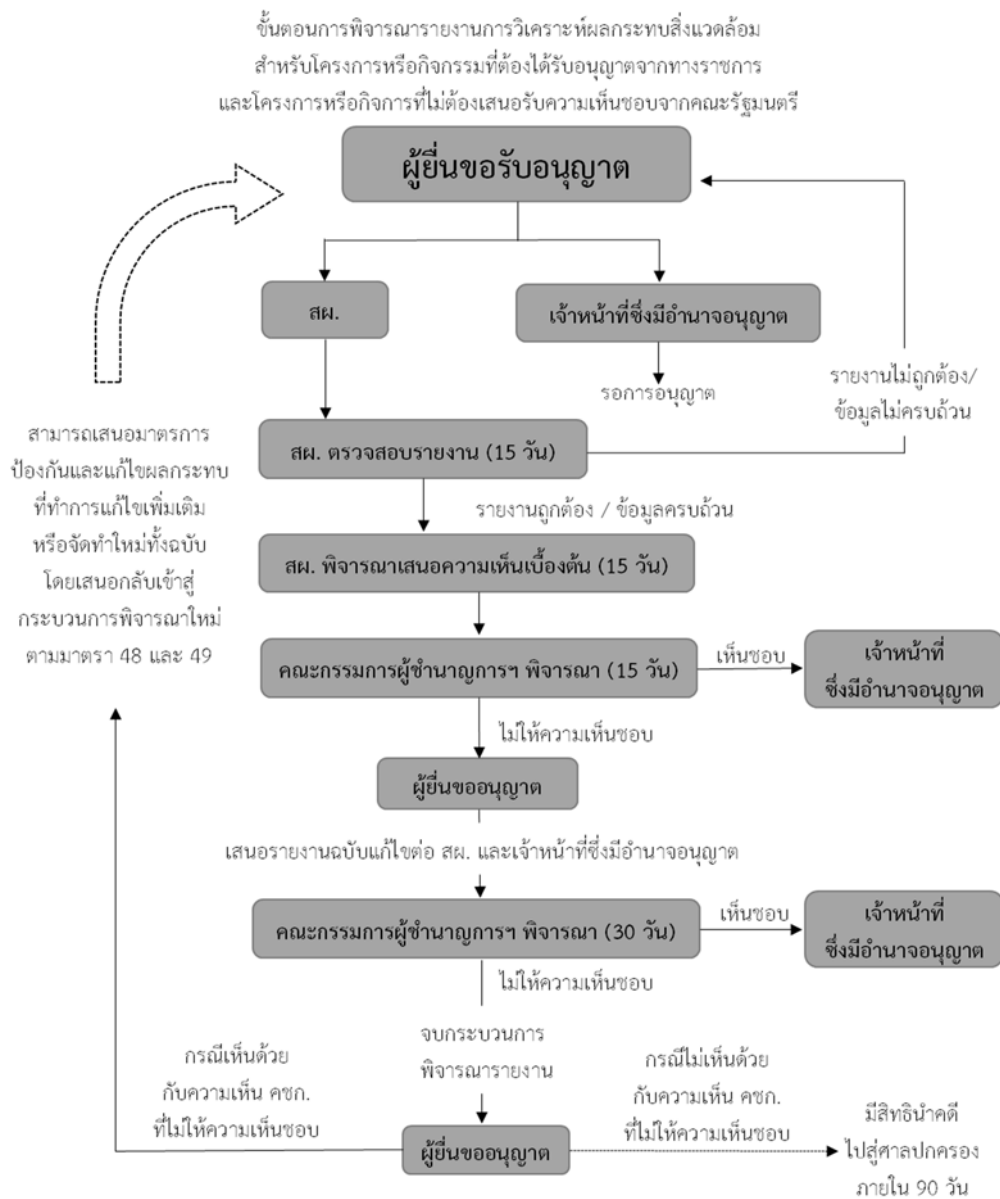 ขั้นตอนการพิจารณารายงานการวิเคราะห์ผลกระทบสิ่งแวดล้อม
สำหรับโครงการหรือกิจกรรมที่ต้องได้รับอนุญาตจากทางราชการ
และโครงการหรือกิจการที่ไม่ต้องเสนอรับความเห็นชอบจากคณะรัฐมนตรี
ผู้ยื่นขอรับอนุญาต
สผ.
เจ้าหน้าที่ซึ่งมีอำนาจอนุญาต
รอการอนุญาต
รายงานไม่ถูกต้อง/
ข้อมูลไม่ครบถ้วน
สามารถเสนอมาตรการ
ป้องกันและแก้ไขผลกระทบ
ที่ทำการแก้ไขเพิ่มเติม
หรือจัดทำใหม่ทั้งฉบับ
โดยเสนอกลับเข้าสู่
กระบวนการพิจารณาใหม่
ตามมาตรา 48 และ 49
สผ. ตรวจสอบรายงาน (15 วัน)
รายงานถูกต้อง / ข้อมูลครบถ้วน
สผ. พิจารณาเสนอความเห็นเบื้องต้น (15 วัน)
คณะกรรมการผู้ชำนาญการฯ พิจารณา (15 วัน)
เห็นชอบ
เจ้าหน้าที่
ซึ่งมีอำนาจอนุญาต
ไม่ให้ความเห็นชอบ
ผู้ยื่นขออนุญาต
เสนอรายงานฉบับแก้ไขต่อ สผ. และเจ้าหน้าที่ซึ่งมีอำนาจอนุญาต
คณะกรรมการผู้ชำนาญการฯ พิจารณา (30 วัน)
เห็นชอบ
เจ้าหน้าที่
ซึ่งมีอำนาจอนุญาต
ไม่ให้ความเห็นชอบ
จบกระบวนการ
พิจารณารายงาน
กรณีเห็นด้วย
กับความเห็น คชก.
ที่ไม่ให้ความเห็นชอบ
ผู้ยื่นขออนุญาต
กรณีไม่เห็นด้วย
กับความเห็น คชก.
ที่ไม่ให้ความเห็นชอบ
มีสิทธินำคดี
ไปสู่ศาลปกครอง
ภายใน 90 วัน